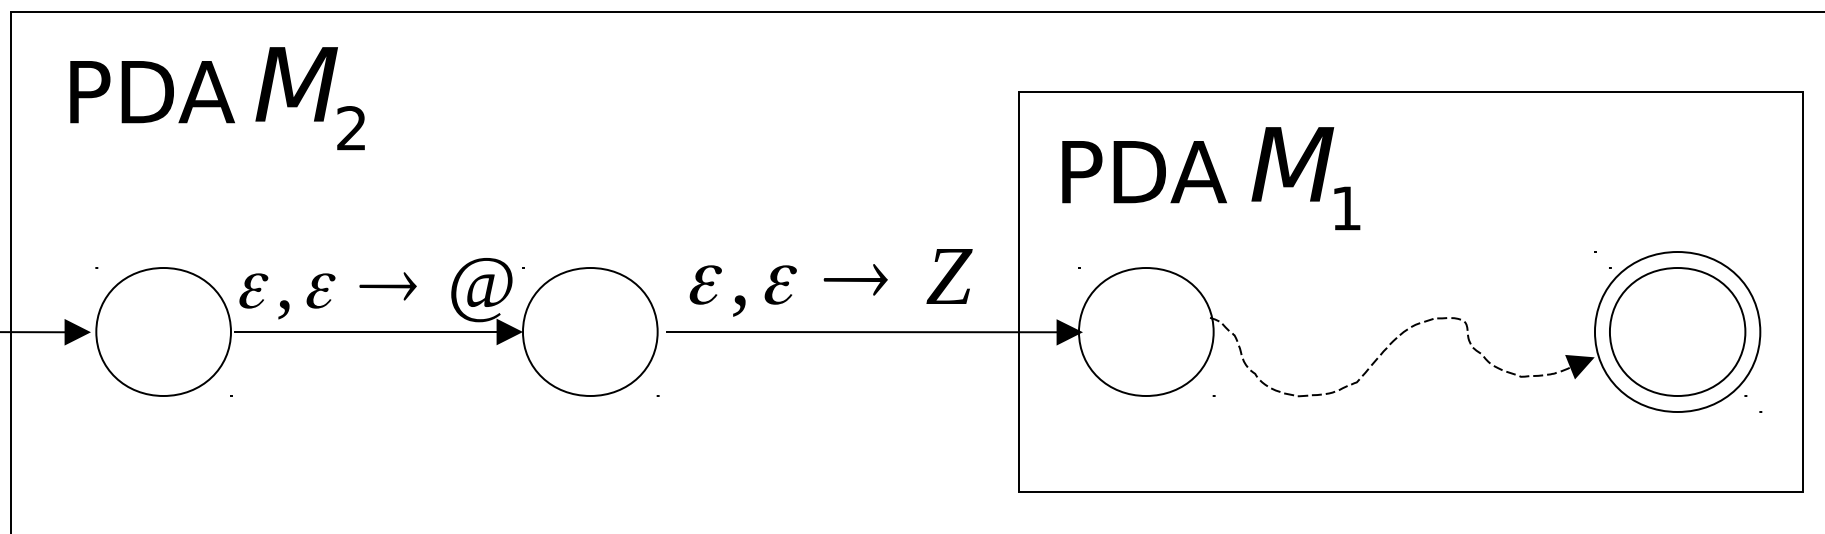 PDA M₂
PDA M₁
ε, ε → @
ε, ε → Z